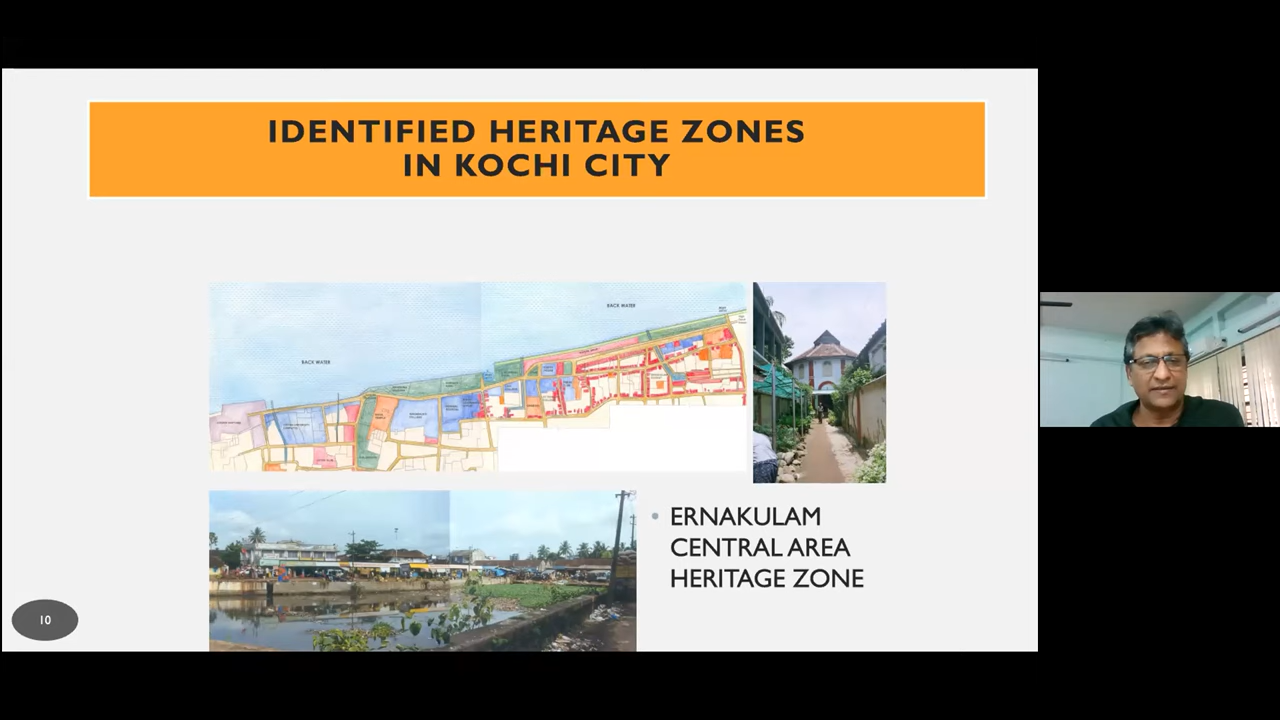 IDENTIFIED HERITAGE ZONES
IN KOCHI CITY
BACK WATER
BACK WATER
ERNAKULAM
CENTRAL AREA
HERITAGE ZONE
10